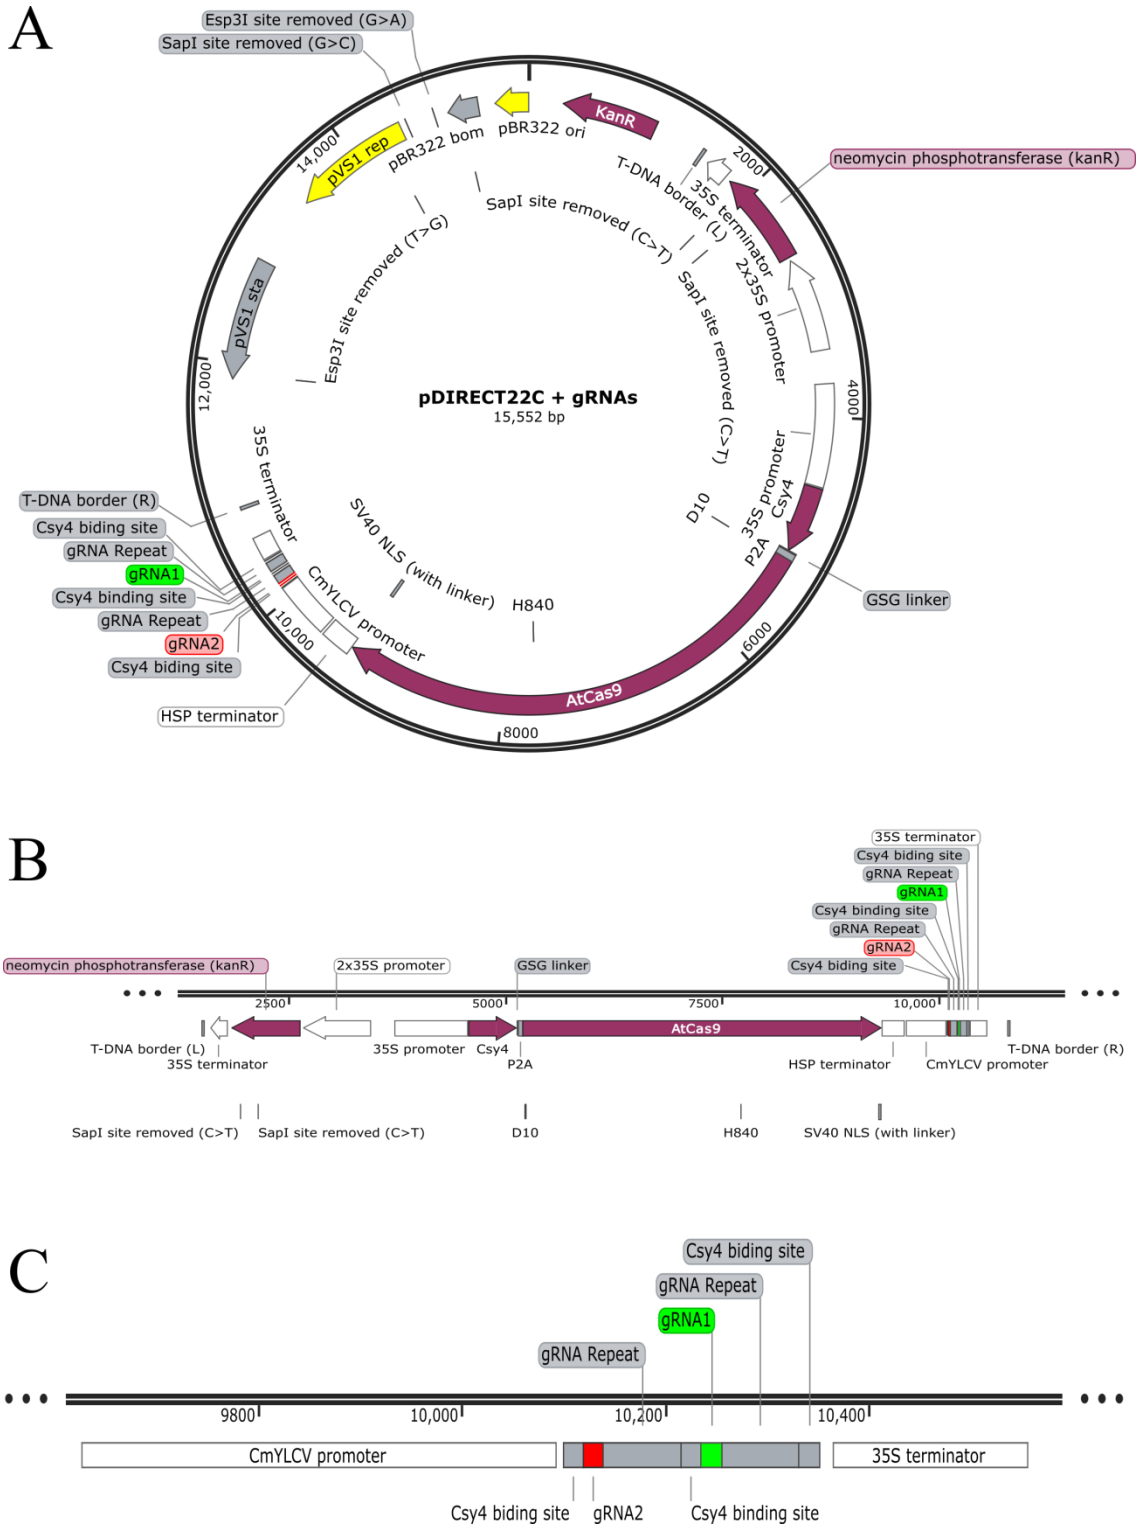 A
Esp3I site removed (G>A)
SapI site removed (G>C)
KanR
pBR322 ori
pBR322 bom
pVS1 rep
14,000
2000
T-DNA border (L)
35S terminator
neomycin phosphotransferase (kanR)
SapI site removed (C>T)
SapI site removed (C>T)
2x35S promoter
Esp3I site removed (T>G)
pVS1 sta
12,000
4000
pDIRECT22C + gRNAs
15,552 bp
35S promoter
Csy4
D10
P2A
GSG linker
35S terminator
T-DNA border (R)
Csy4 biding site
gRNA Repeat
gRNA1
Csy4 binding site
gRNA Repeat
gRNA2
Csy4 biding site
HSP terminator
10,000
CmYLCV promoter
SV40 NLS (with linker)
H840
AtCas9
6000
8000
B
35S terminator
Csy4 biding site
gRNA Repeat
gRNA1
Csy4 binding site
gRNA Repeat
gRNA2
Csy4 biding site
neomycin phosphotransferase (kanR)
2x35S promoter
GSG linker
2500
5000
7500
10,000
AtCas9
T-DNA border (L)
35S promoter
Csy4
T-DNA border (R)
35S terminator
P2A
HSP terminator
CmYLCV promoter
SapI site removed (C>T)
SapI site removed (C>T)
D10
H840
SV40 NLS (with linker)
C
Csy4 biding site
gRNA Repeat
gRNA1
gRNA Repeat
9800
10,000
10,200
10,400
CmYLCV promoter
35S terminator
Csy4 biding site
gRNA2
Csy4 binding site